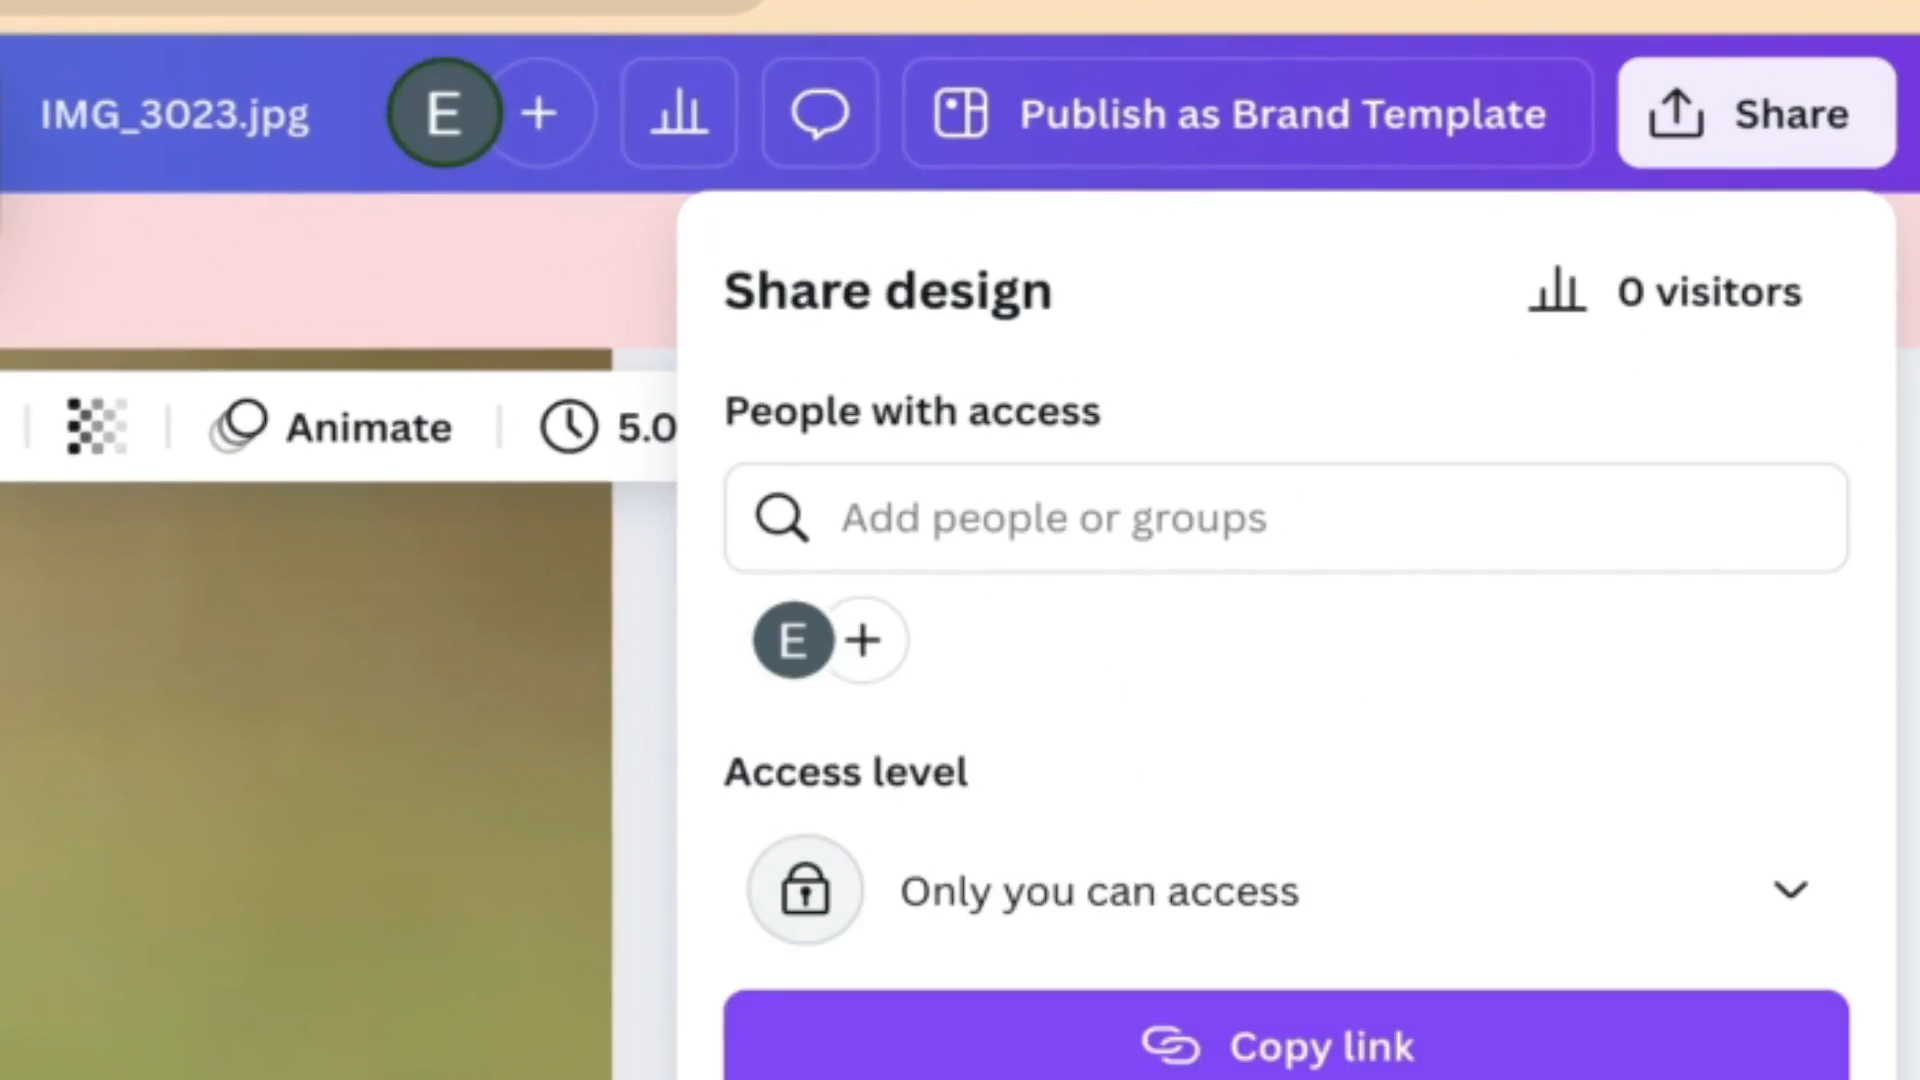 IMG_3023.jpg E + Publish as Brand Template Share
Share design 0 visitors
People with access
Animate 5.0
Add people or groups
E +
Access level
Only you can access
Copy link